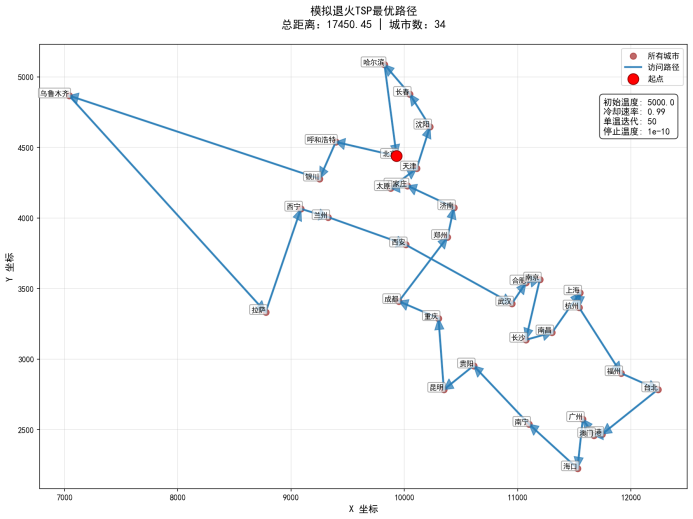 模拟退火TSP最优路径
总距离: 17450.45 | 城市数: 34
所有城市
访问路径
起点
初始温度: 5000.0
冷却速率: 0.99
单温迭代: 50
停止温度: 1e-10
哈尔滨
乌鲁木齐
长春
沈阳
呼和浩特
天津
银川
太原
济南
西宁
兰州
郑州
西安
合肥
南京
上海
武汉
成都
杭州
拉萨
重庆
南昌
长沙
贵阳
福州
昆明
台北
广州
南宁
澳门
海口
5000
4500
4000
3500
3000
2500
7000
8000
9000
10000
11000
12000
Y 坐标
X 坐标